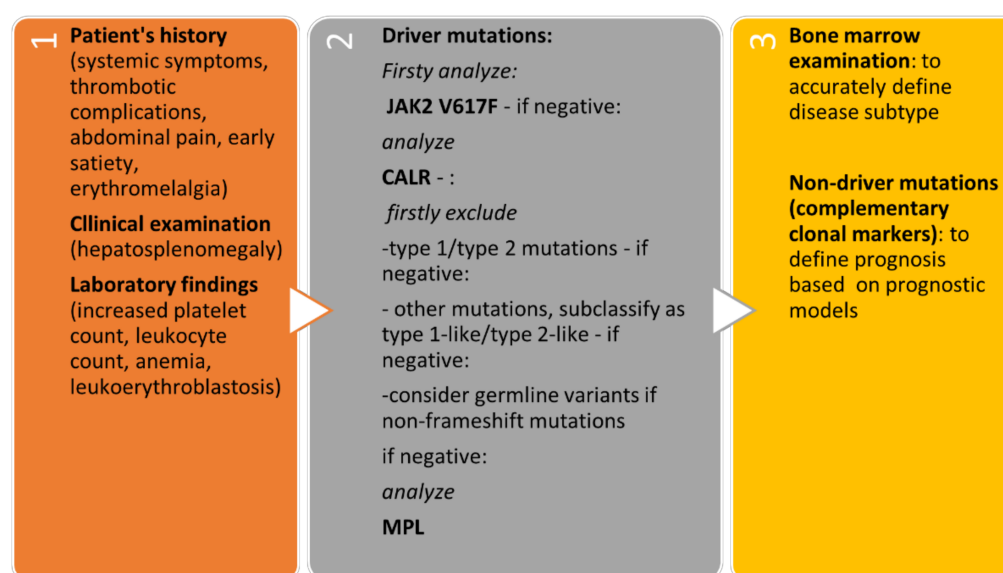 1
Patient's history
(systemic symptoms,
thrombotic
complications,
abdominal pain, early
satiety,
erythromelalgia)
Cllinical examination
(hepatosplenomegaly)
Laboratory findings
(increased platelet
count, leukocyte
count, anemia,
leukoerythroblastosis)
2
Driver mutations:
Firsty analyze:
JAK2 V617F - if negative:
analyze
CALR - :
firstly exclude
-type 1/type 2 mutations - if
negative:
- other mutations, subclassify as
type 1-like/type 2-like - if
negative:
-consider germline variants if
non-frameshift mutations
if negative:
analyze
MPL
3
Bone marrow
examination: to
accurately define
disease subtype
Non-driver mutations
(complementary
clonal markers): to
define prognosis
based on prognostic
models